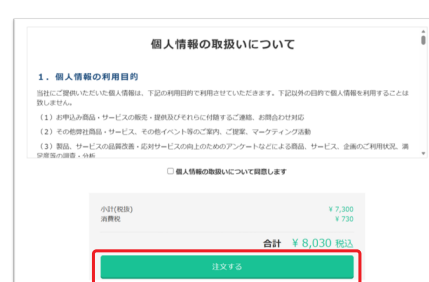 個人情報の取扱いについて
1．個人情報の利用目的
当社にご提供いただいた個人情報は、下記の利用目的で利用させていただきます。下記以外の目的で個人情報を利用することは
致しません。
（1）お申込み商品・サービスの販売・提供及びそれらに付随するご連絡、お問合わせ対応
（2）その他弊社商品・サービス、その他イベント等のご案内、ご提案、マーケティング活動
（3）製品、サービスの品質改善・応対サービスの向上のためのアンケートなどによる商品、サービス、企画のご利用状況、満
足度等の調査・分析
個人情報の取扱いについて同意します
小計(税抜) ¥ 7,300
消費税 ¥ 730
合計 ¥ 8,030 税込
注文する